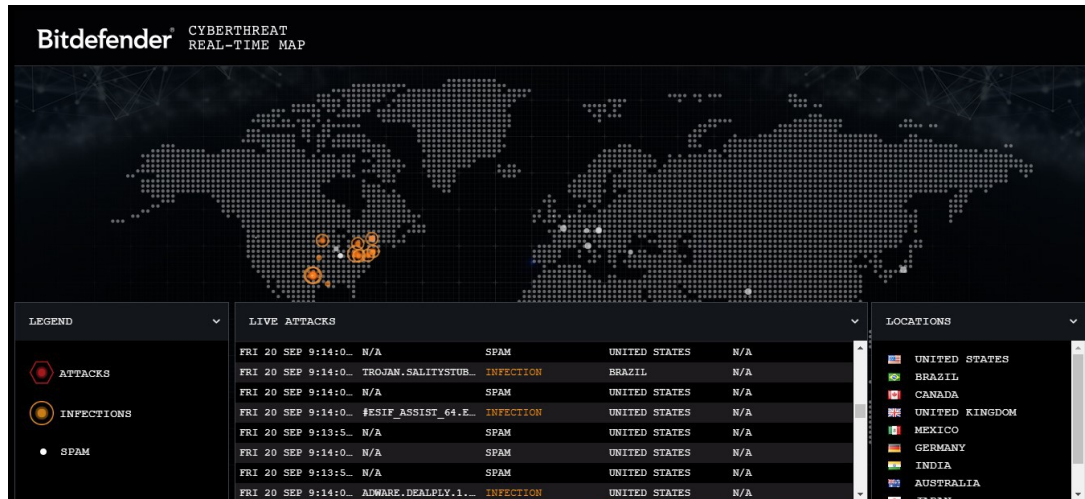 Bitdefender® CYBERTHREAT
REAL-TIME MAP
LEGEND
ATTACKS
INFECTIONS
SPAM
LIVE ATTACKS
FRI 20 SEP 9:14:0… N/A SPAM UNITED STATES N/A
FRI 20 SEP 9:14:0… TROJAN.SALITYSTUB… INFECTION BRAZIL N/A
FRI 20 SEP 9:14:0… N/A SPAM UNITED STATES N/A
FRI 20 SEP 9:14:0… #ESIF_ASSIST_64.E… INFECTION UNITED STATES N/A
FRI 20 SEP 9:13:5… N/A SPAM UNITED STATES N/A
FRI 20 SEP 9:14:0… N/A SPAM UNITED STATES N/A
FRI 20 SEP 9:13:5… N/A SPAM UNITED STATES N/A
FRI 20 SEP 9:14:0… ADWARE.DEALPLY.1.… INFECTION UNITED STATES N/A
LOCATIONS
UNITED STATES
BRAZIL
CANADA
UNITED KINGDOM
MEXICO
GERMANY
INDIA
AUSTRALIA
JAPAN